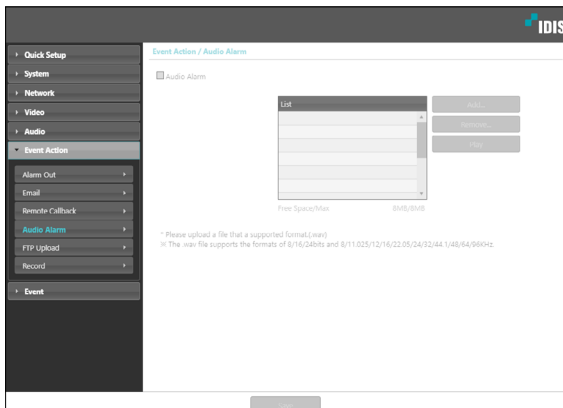 IDIS
Quick Setup
System
Network
Video
Audio
Event Action
Alarm Out
Email
Remote Callback
Audio Alarm
FTP Upload
Record
Event
Event Action / Audio Alarm
Audio Alarm
List
Add...
Remove...
Play
Free Space/Max 8MB/8MB
* Please upload a file that a supported format.(.wav)
※ The .wav file supports the formats of 8/16/24bits and 8/11.025/12/16/22.05/24/32/44.1/48/64/96KHz
Save